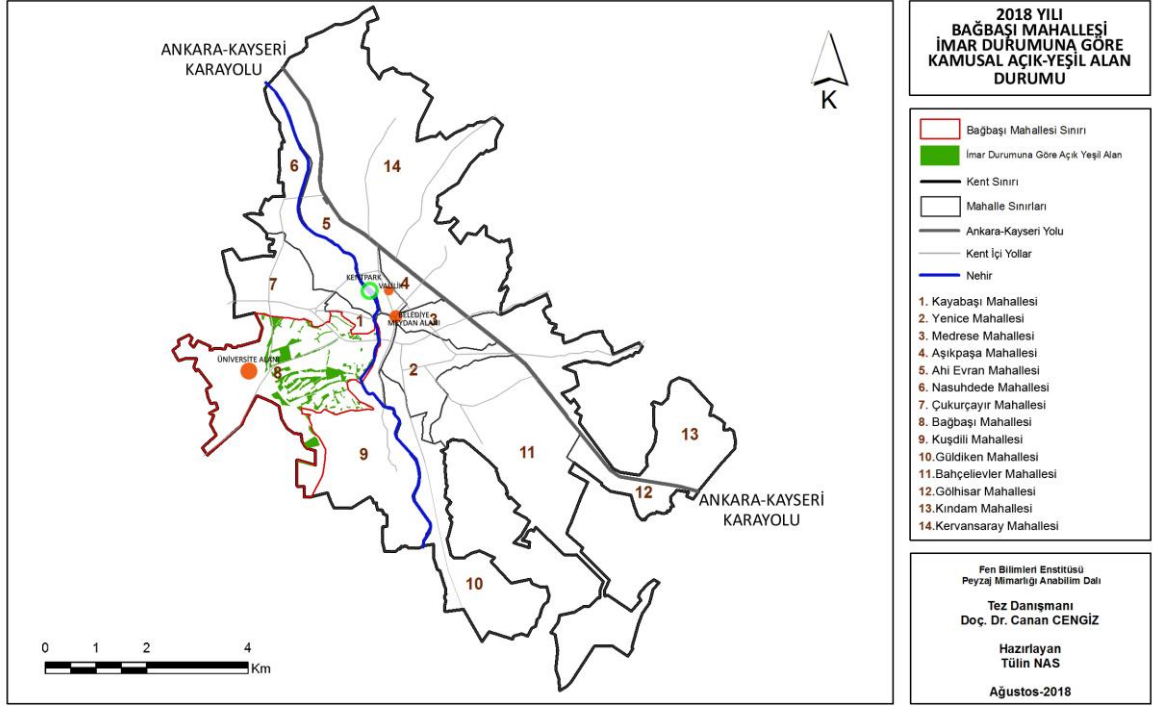 ANKARA-KAYSERİ
KARAYOLU
K
6
14
5
7
KENTPARK
VALİLİK
4
BELEDİYE
MEYDAN ALANI
3
1
ÜNİVERSİTE ALANI
8
2
9
11
13
12
ANKARA-KAYSERİ
KARAYOLU
10
0 1 2 4
Km
2018 YILI
BAĞBAŞI MAHALLESİ
İMAR DURUMUNA GÖRE
KAMUSAL AÇIK-YEŞİL ALAN
DURUMU
Bağbaşı Mahallesi Sınırı
İmar Durumuna Göre Açık Yeşil Alan
Kent Sınırı
Mahalle Sınırları
Ankara-Kayseri Yolu
Kent İçi Yollar
Nehir
1. Kayabaşı Mahallesi
2. Yenice Mahallesi
3. Medrese Mahallesi
4. Aşıkpaşa Mahallesi
5. Ahi Evran Mahallesi
6. Nasuhdede Mahallesi
7. Çukurçayır Mahallesi
8. Bağbaşı Mahallesi
9. Kuşdili Mahallesi
10.Güldiken Mahallesi
11.Bahçelievler Mahallesi
12.Gölhisar Mahallesi
13.Kındam Mahallesi
14.Kervansaray Mahallesi
Fen Bilimleri Enstitüsü
Peyzaj Mimarlığı Anabilim Dalı
Tez Danışmanı
Doç. Dr. Canan CENGİZ
Hazırlayan
Tülin NAS
Ağustos-2018